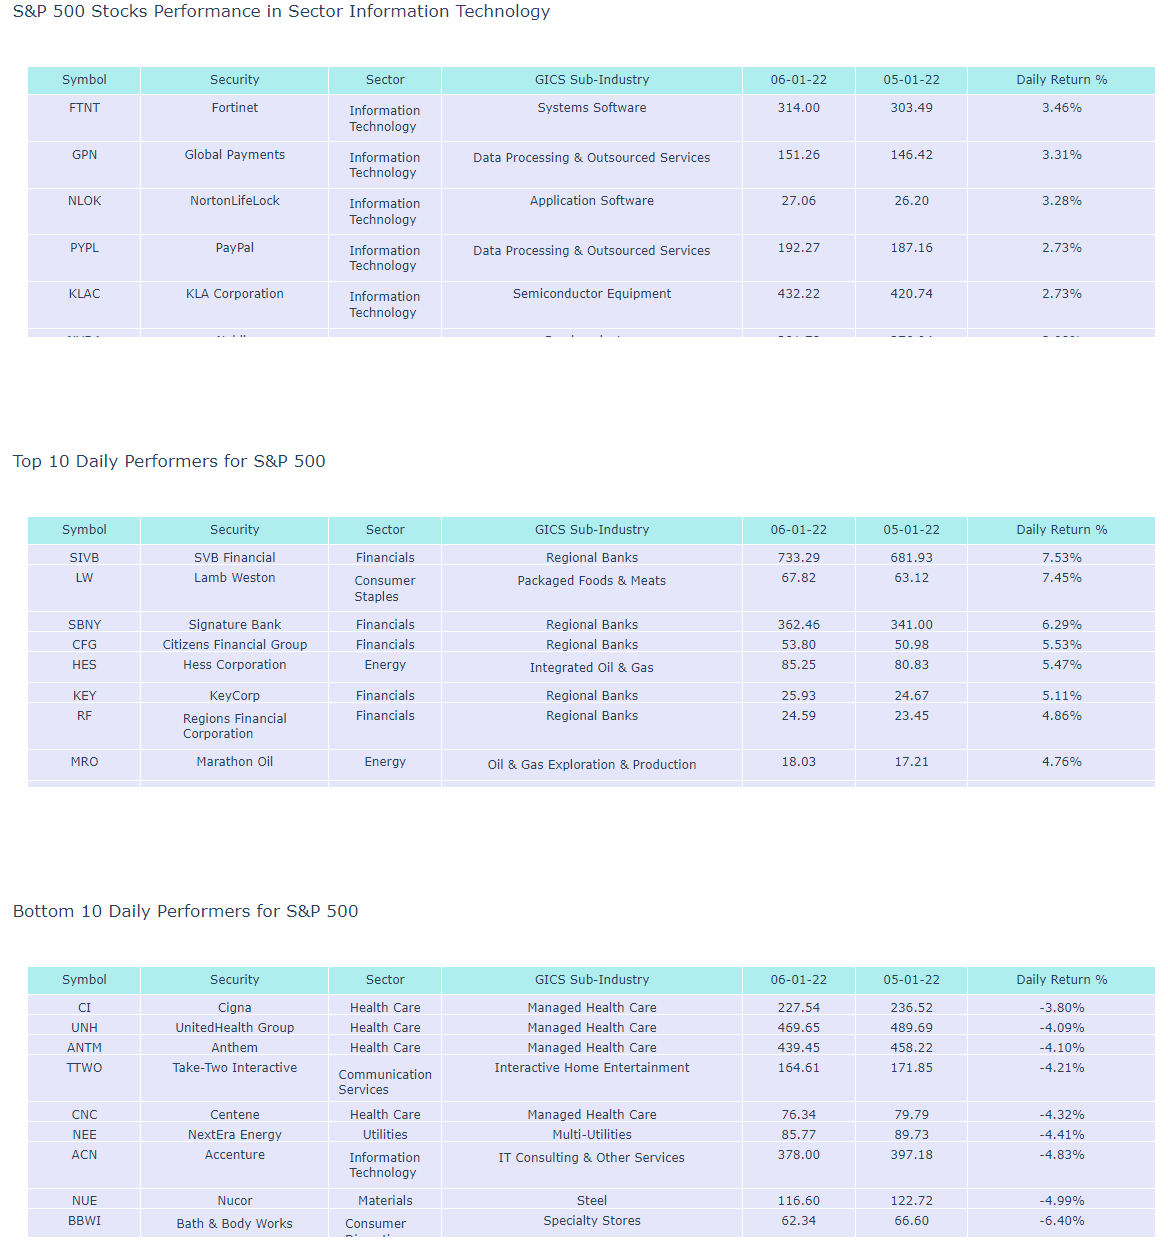 S&P 500 Stocks Performance in Sector Information Technology
Symbol Security Sector GICS Sub-Industry 06-01-22 05-01-22 Daily Return %
FTNT Fortinet Information Systems Software 314.00 303.49 3.46%
Technology
GPN Global Payments Information Data Processing & Outsourced Services 151.26 146.42 3.31%
Technology
NLOK NortonLifeLock Information Application Software 27.06 26.20 3.28%
Technology
PYPL PayPal Information Data Processing & Outsourced Services 192.27 187.16 2.73%
Technology
KLAC KLA Corporation Information Semiconductor Equipment 432.22 420.74 2.73%
Technology
Top 10 Daily Performers for S&P 500
Symbol Security Sector GICS Sub-Industry 06-01-22 05-01-22 Daily Return %
SIVB SVB Financial Financials Regional Banks 733.29 681.93 7.53%
LW Lamb Weston Consumer Packaged Foods & Meats 67.82 63.12 7.45%
Staples
SBNY Signature Bank Financials Regional Banks 362.46 341.00 6.29%
CFG Citizens Financial Group Financials Regional Banks 53.80 50.98 5.53%
HES Hess Corporation Energy Integrated Oil & Gas 85.25 80.83 5.47%
KEY KeyCorp Financials Regional Banks 25.93 24.67 5.11%
RF Regions Financial Financials Regional Banks 24.59 23.45 4.86%
Corporation
MRO Marathon Oil Energy Oil & Gas Exploration & Production 18.03 17.21 4.76%
Bottom 10 Daily Performers for S&P 500
Symbol Security Sector GICS Sub-Industry 06-01-22 05-01-22 Daily Return %
CI Cigna Health Care Managed Health Care 227.54 236.52 -3.80%
UNH UnitedHealth Group Health Care Managed Health Care 469.65 489.69 -4.09%
ANTM Anthem Health Care Managed Health Care 439.45 458.22 -4.10%
TTWO Take-Two Interactive Communication Interactive Home Entertainment 164.61 171.85 -4.21%
Services
CNC Centene Health Care Managed Health Care 76.34 79.79 -4.32%
NEE NextEra Energy Utilities Multi-Utilities 85.77 89.73 -4.41%
ACN Accenture Information IT Consulting & Other Services 378.00 397.18 -4.83%
Technology
NUE Nucor Materials Steel 116.60 122.72 -4.99%
BBWI Bath & Body Works Consumer Specialty Stores 62.34 66.60 -6.40%